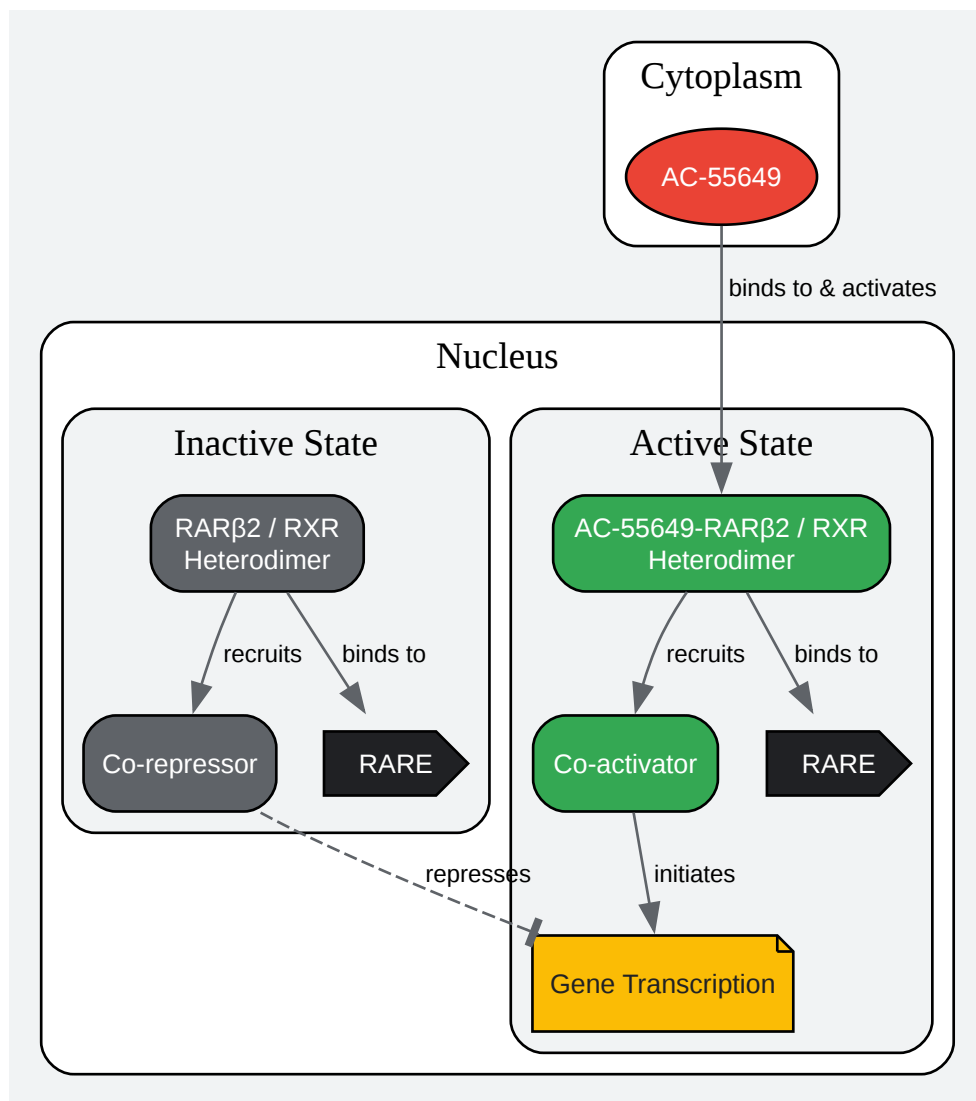 Cytoplasm
AC-55649
binds to & activates
Nucleus
Inactive State
RARβ2 / RXR
Heterodimer
recruits
binds to
Co-repressor
RARE
Active State
AC-55649-RARβ2 / RXR
Heterodimer
recruits
binds to
Co-activator
RARE
represses
initiates
Gene Transcription